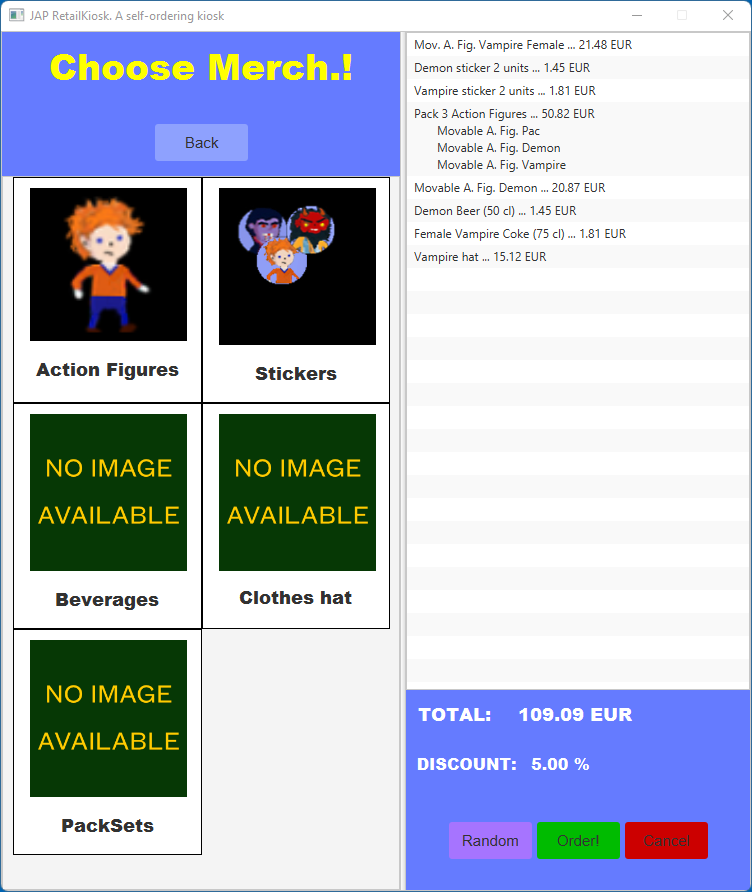 JAP RetailKiosk. A self-ordering kiosk
Choose Merch.!
Back
Action Figures
Stickers
NO IMAGE
AVAILABLE
Beverages
NO IMAGE
AVAILABLE
Clothes hat
NO IMAGE
AVAILABLE
PackSets
Mov. A. Fig. Vampire Female ... 21.48 EUR
Demon sticker 2 units ... 1.45 EUR
Vampire sticker 2 units ... 1.81 EUR
Pack 3 Action Figures ... 50.82 EUR
Movable A. Fig. Pac
Movable A. Fig. Demon
Movable A. Fig. Vampire
Movable A. Fig. Demon ... 20.87 EUR
Demon Beer (50 cl) ... 1.45 EUR
Female Vampire Coke (75 cl) ... 1.81 EUR
Vampire hat ... 15.12 EUR
TOTAL: 109.09 EUR
DISCOUNT: 5.00 %
Random Order! Cancel